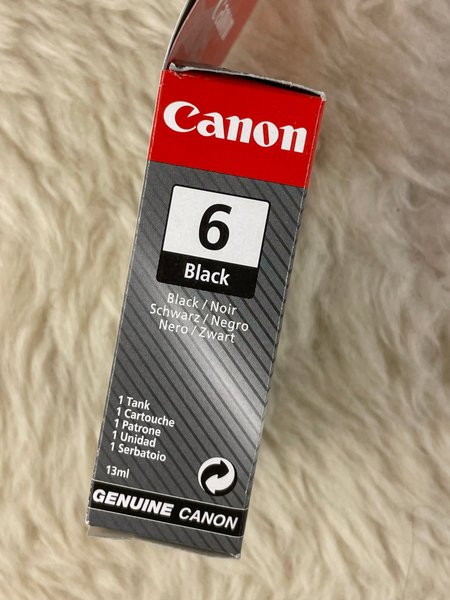 Canon
Canon
6
Black
Black / Noir
Schwarz / Negro
Nero / Zwart
1 Tank
1 Cartouche
1 Patrone
1 Unidad
1 Serbatoio
13ml
GENUINE CANON